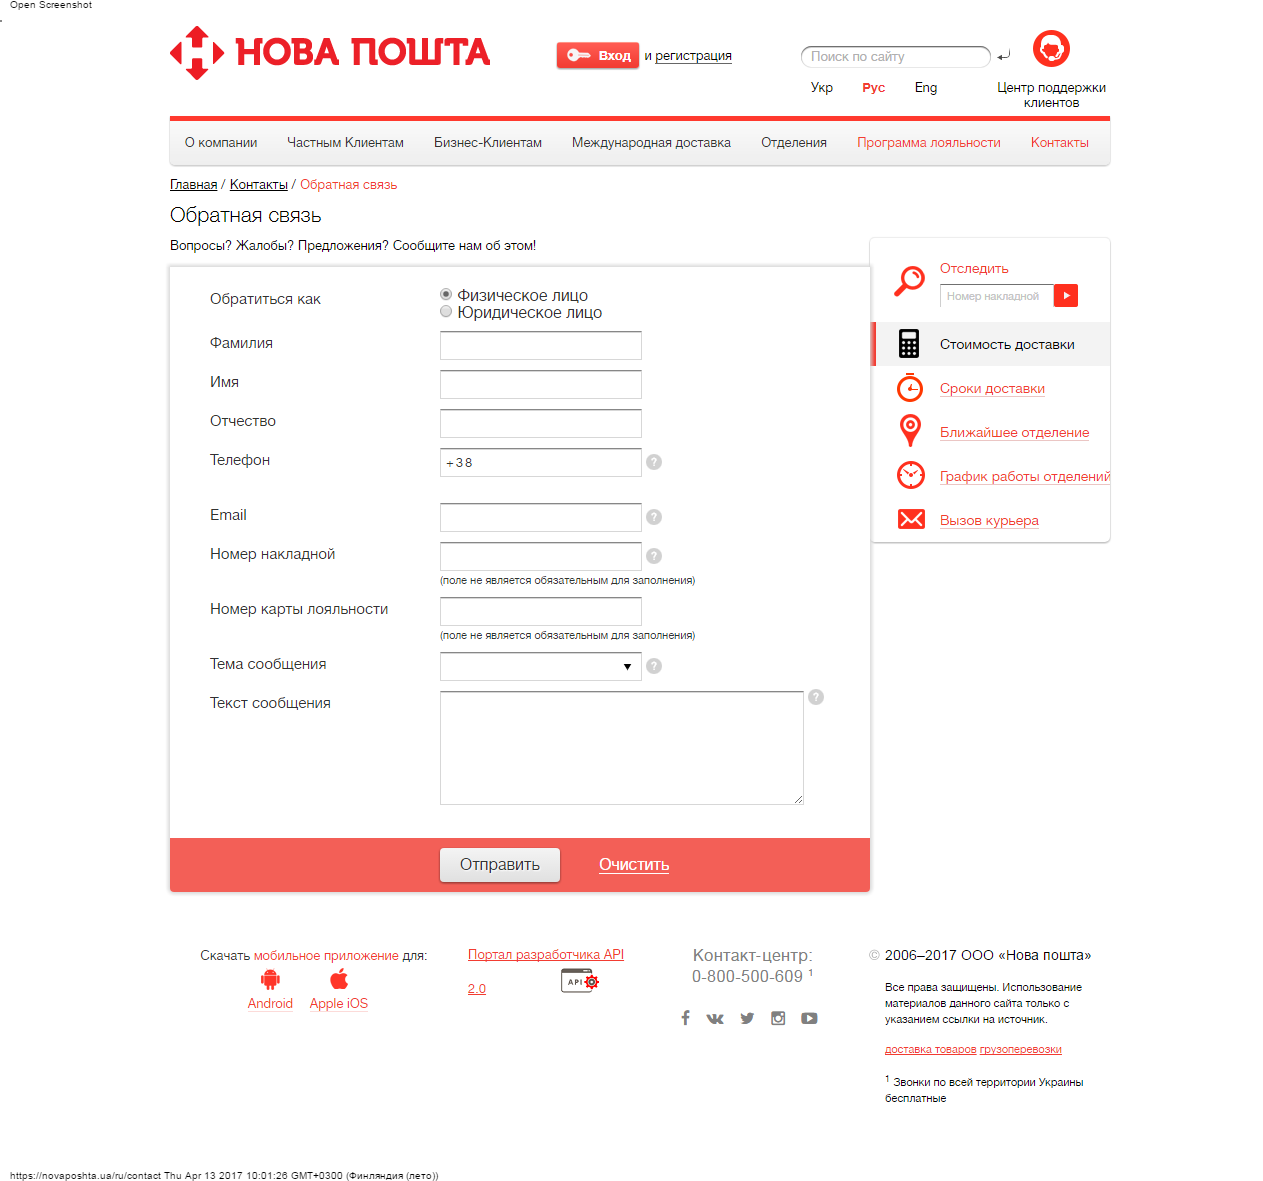 Open Screenshot
НОВА ПОШТА
Вход и регистрация
Поиск по сайту
Укр Рус Eng
Центр поддержки
клиентов
О компании Частным Клиентам Бизнес-Клиентам Международная доставка Отделения Программа лояльности Контакты
Главная / Контакты / Обратная связь
Обратная связь
Вопросы? Жалобы? Предложения? Сообщите нам об этом!
Обратиться как
Физическое лицо
Юридическое лицо
Фамилия
Имя
Отчество
Телефон +38 ?
Email ?
Номер накладной ?
(поле не является обязательным для заполнения)
Номер карты лояльности
(поле не является обязательным для заполнения)
Тема сообщения ?
Текст сообщения ?
Отправить Очистить
Отследить
Номер накладной
Стоимость доставки
Сроки доставки
Ближайшее отделение
График работы отделений
Вызов курьера
Скачать мобильное приложение для:
Android Apple iOS
Портал разработчика API
2.0
API
Контакт-центр:
0-800-500-609 1
© 2006–2017 ООО «Нова пошта»
Все права защищены. Использование
материалов данного сайта только с
указанием ссылки на источник.
доставка товаров грузоперевозки
1 Звонки по всей территории Украины
бесплатные
https://novaposhta.ua/ru/contact Thu Apr 13 2017 10:01:26 GMT+0300 (Финляндия (лето))